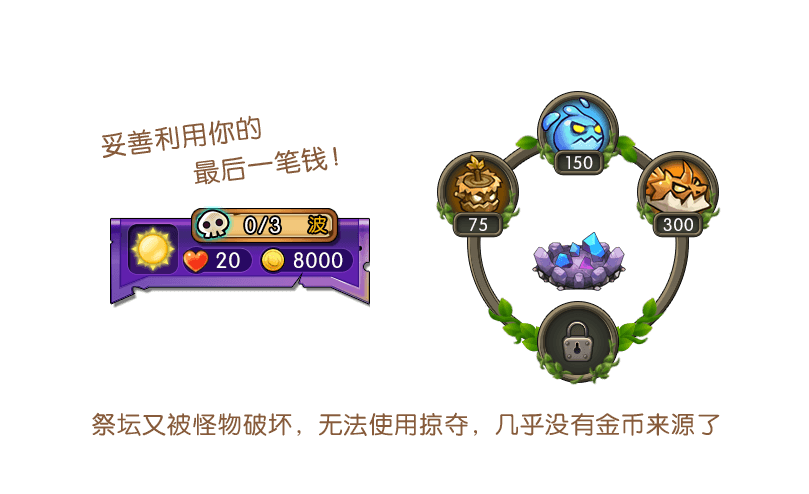 妥善利用你的
最后一笔钱！
0/3 波
20 8000
150
75
300
祭坛又被怪物破坏，无法使用掠夺，几乎没有金币来源了